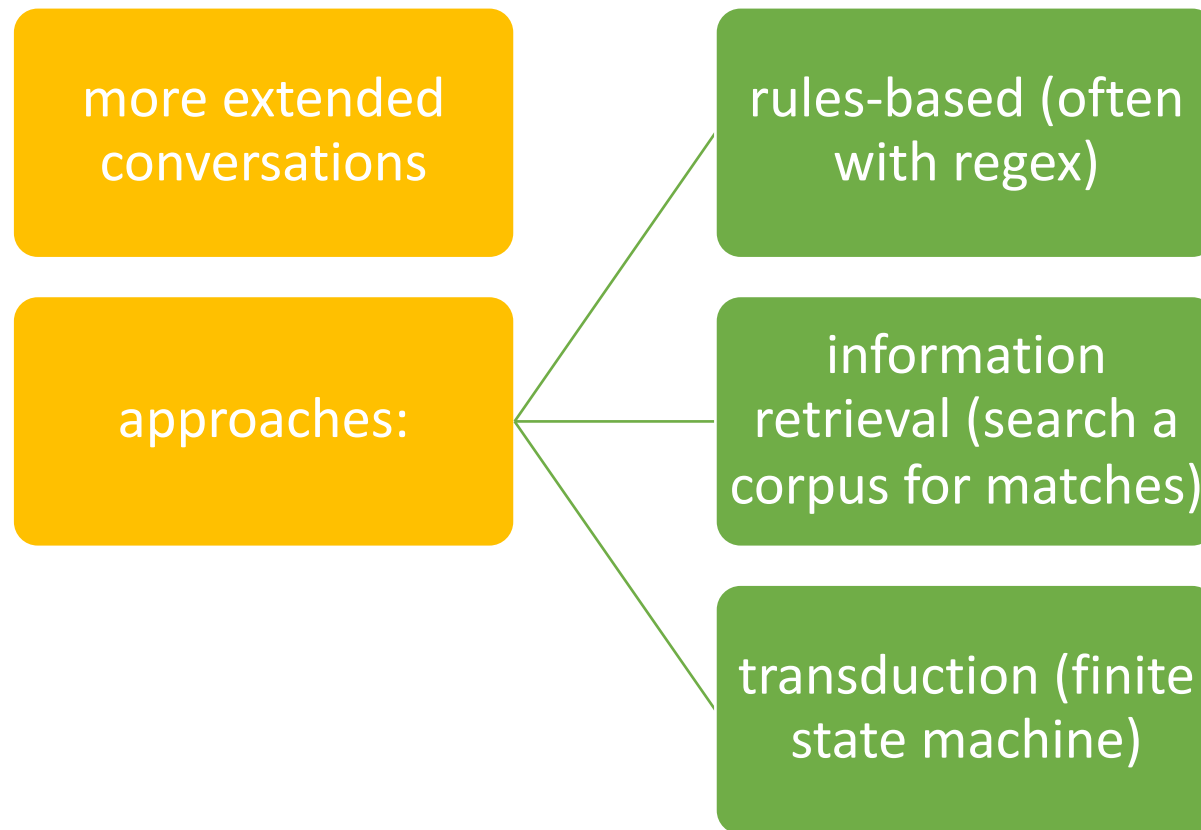 more extended
conversations
approaches:
rules-based (often
with regex)
information
retrieval (search a
corpus for matches)
transduction (finite
state machine)